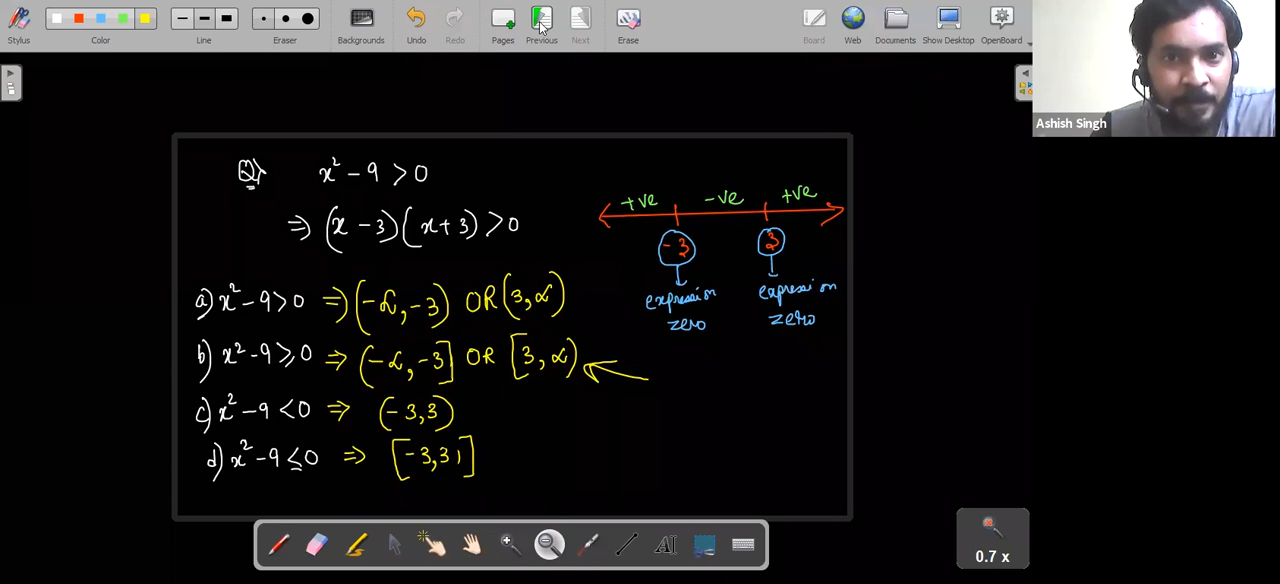 Stylus
Color
Line
Eraser
Backgrounds
Undo
Redo
Pages
Previous
Next
Erase
Board
Web
Documents
Show Desktop
OpenBoard
Ashish Singh
Q) x² - 9 > 0
⇒ (x - 3)(x + 3) > 0
+ve -ve +ve
-3 3
expression zero
expression zero
a) x² - 9 > 0 ⇒ (-∞, -3) OR (3, ∞)
b) x² - 9 ≥ 0 ⇒ (-∞, -3] OR [3, ∞)
c) x² - 9 < 0 ⇒ (-3, 3)
d) x² - 9 ≤ 0 ⇒ [-3, 3]
AI
0.7 x